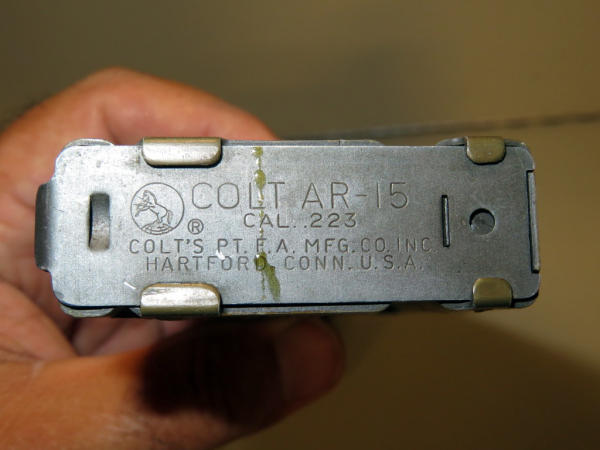 COLT AR-15
®
CAL. .223
COLT'S PT. F.A. MFG. CO. INC.
HARTFORD, CONN. U.S.A.